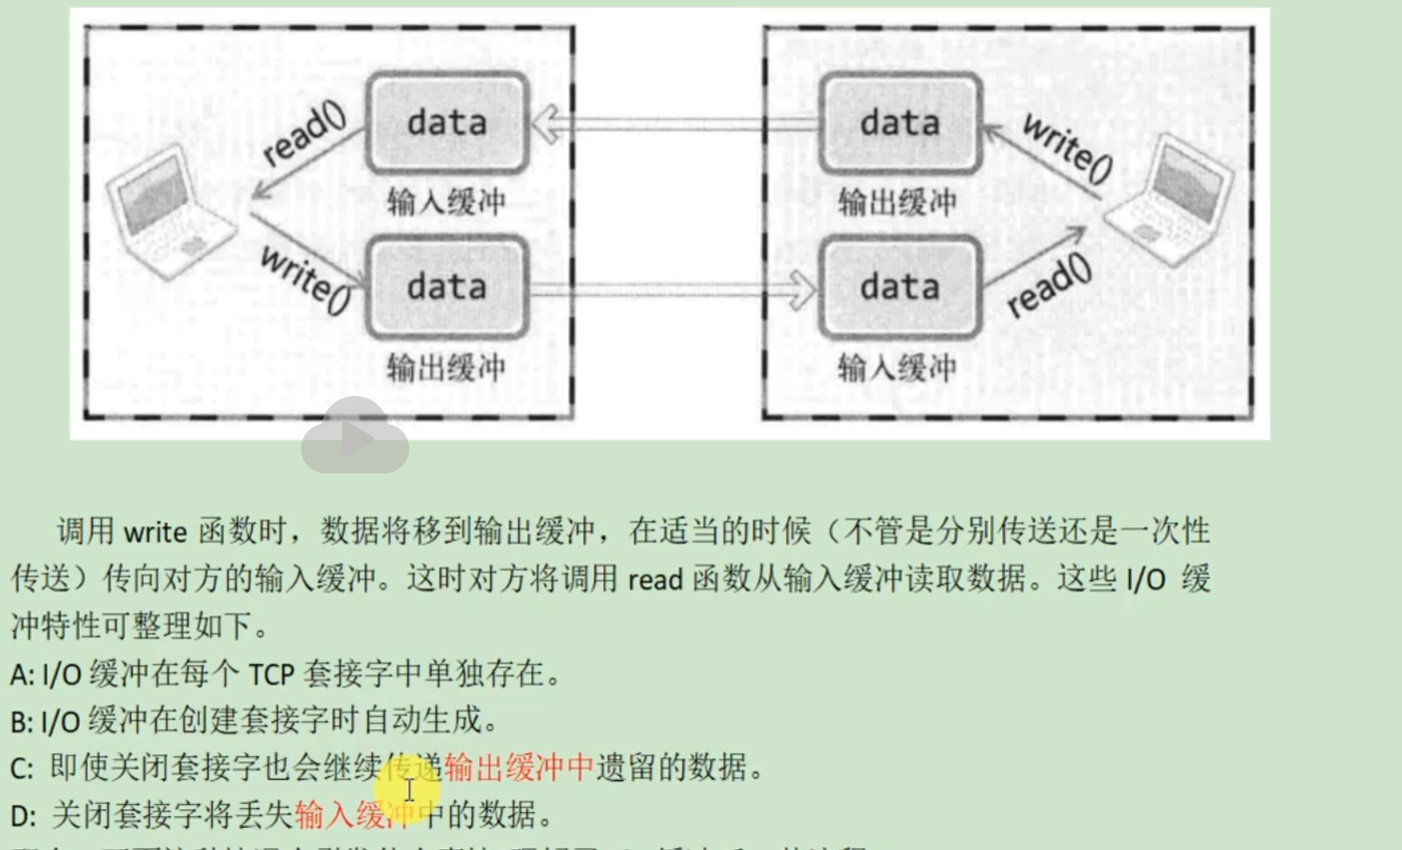 read()
data
输入缓冲
write()
data
输出缓冲
data
输出缓冲
write()
data
输入缓冲
read()
调用 write 函数时，数据将移到输出缓冲，在适当的时候（不管是分别传送还是一次性
传送）传向对方的输入缓冲。这时对方将调用 read 函数从输入缓冲读取数据。这些 I/O 缓
冲特性可整理如下。
A: I/O 缓冲在每个 TCP 套接字中单独存在。
B: I/O 缓冲在创建套接字时自动生成。
C: 即使关闭套接字也会继续传递输出缓冲中遗留的数据。
D: 关闭套接字将丢失输入缓冲中的数据。